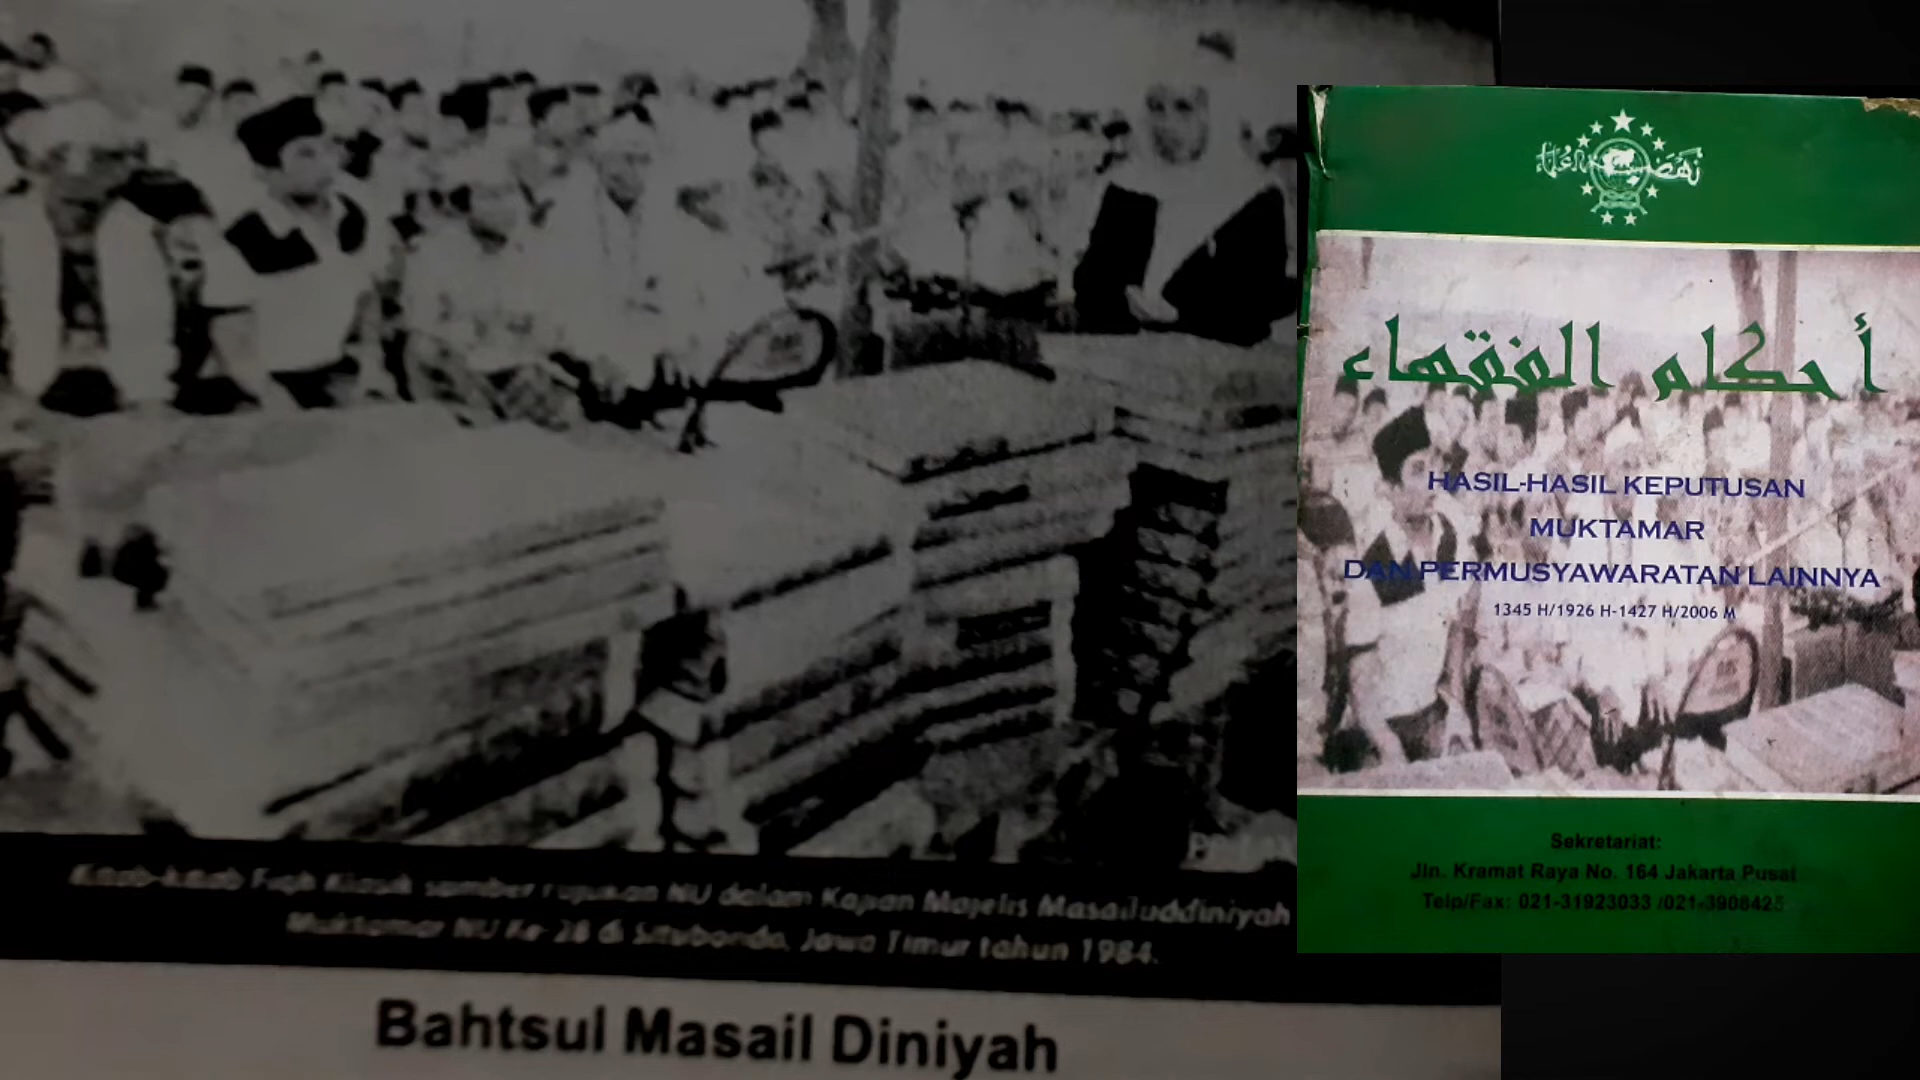 Kitab-kitab Fiqh Klasik sumber rujukan NU dalam Kajian Majelis Masailuddiniyah
Muktamar NU Ke 28 di Situbondo, Jawa Timur tahun 1984.
Bahtsul Masail Diniyah
أحكام الفقهاء
HASIL-HASIL KEPUTUSAN
MUKTAMAR
DAN PERMUSYAWARATAN LAINNYA
1345 H/1926 H-1427 H/2006 M
Sekretariat:
Jln. Kramat Raya No. 164 Jakarta Pusat
Telp/Fax: 021-31923033 /021-3908425